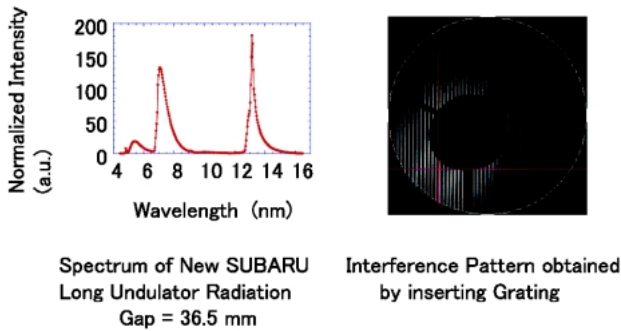 Normalized Intensity
(a.u.)
200
150
100
50
0
4 6 8 10 12 14 16
Wavelength (nm)
Spectrum of New SUBARU
Long Undulator Radiation
Gap = 36.5 mm
Interference Pattern obtained
by inserting Grating